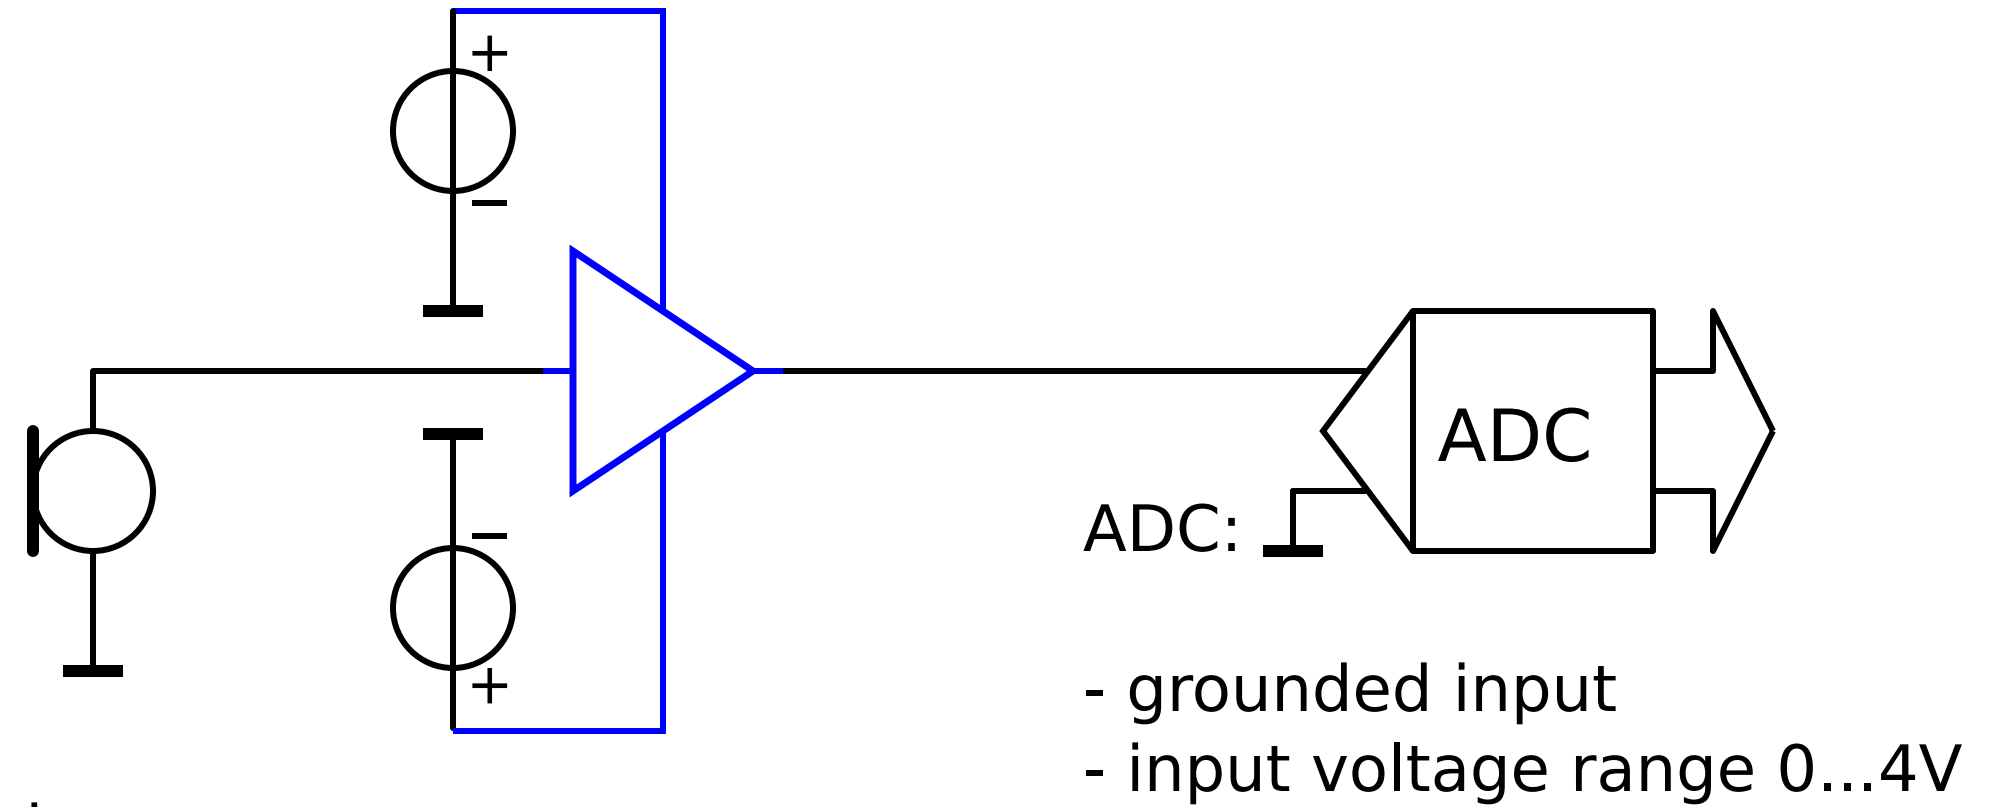 +
−
ADC
−
ADC:
+
- grounded input
- input voltage range 0...4V